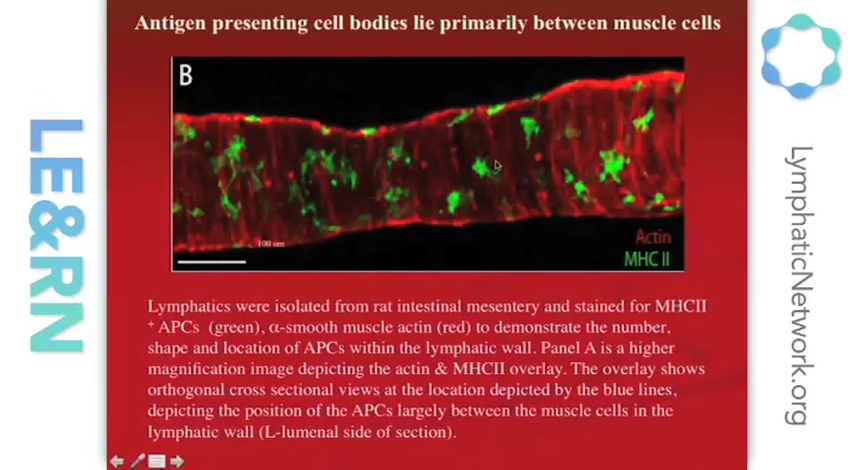 Antigen presenting cell bodies lie primarily between muscle cells
B
100 um
Actin
MHC II
Lymphatics were isolated from rat intestinal mesentery and stained for MHCII
+ APCs (green), α-smooth muscle actin (red) to demonstrate the number,
shape and location of APCs within the lymphatic wall. Panel A is a higher
magnification image depicting the actin & MHCII overlay. The overlay shows
orthogonal cross sectional views at the location depicted by the blue lines,
depicting the position of the APCs largely between the muscle cells in the
lymphatic wall (L-lumenal side of section).
LE&RN
LymphaticNetwork.org